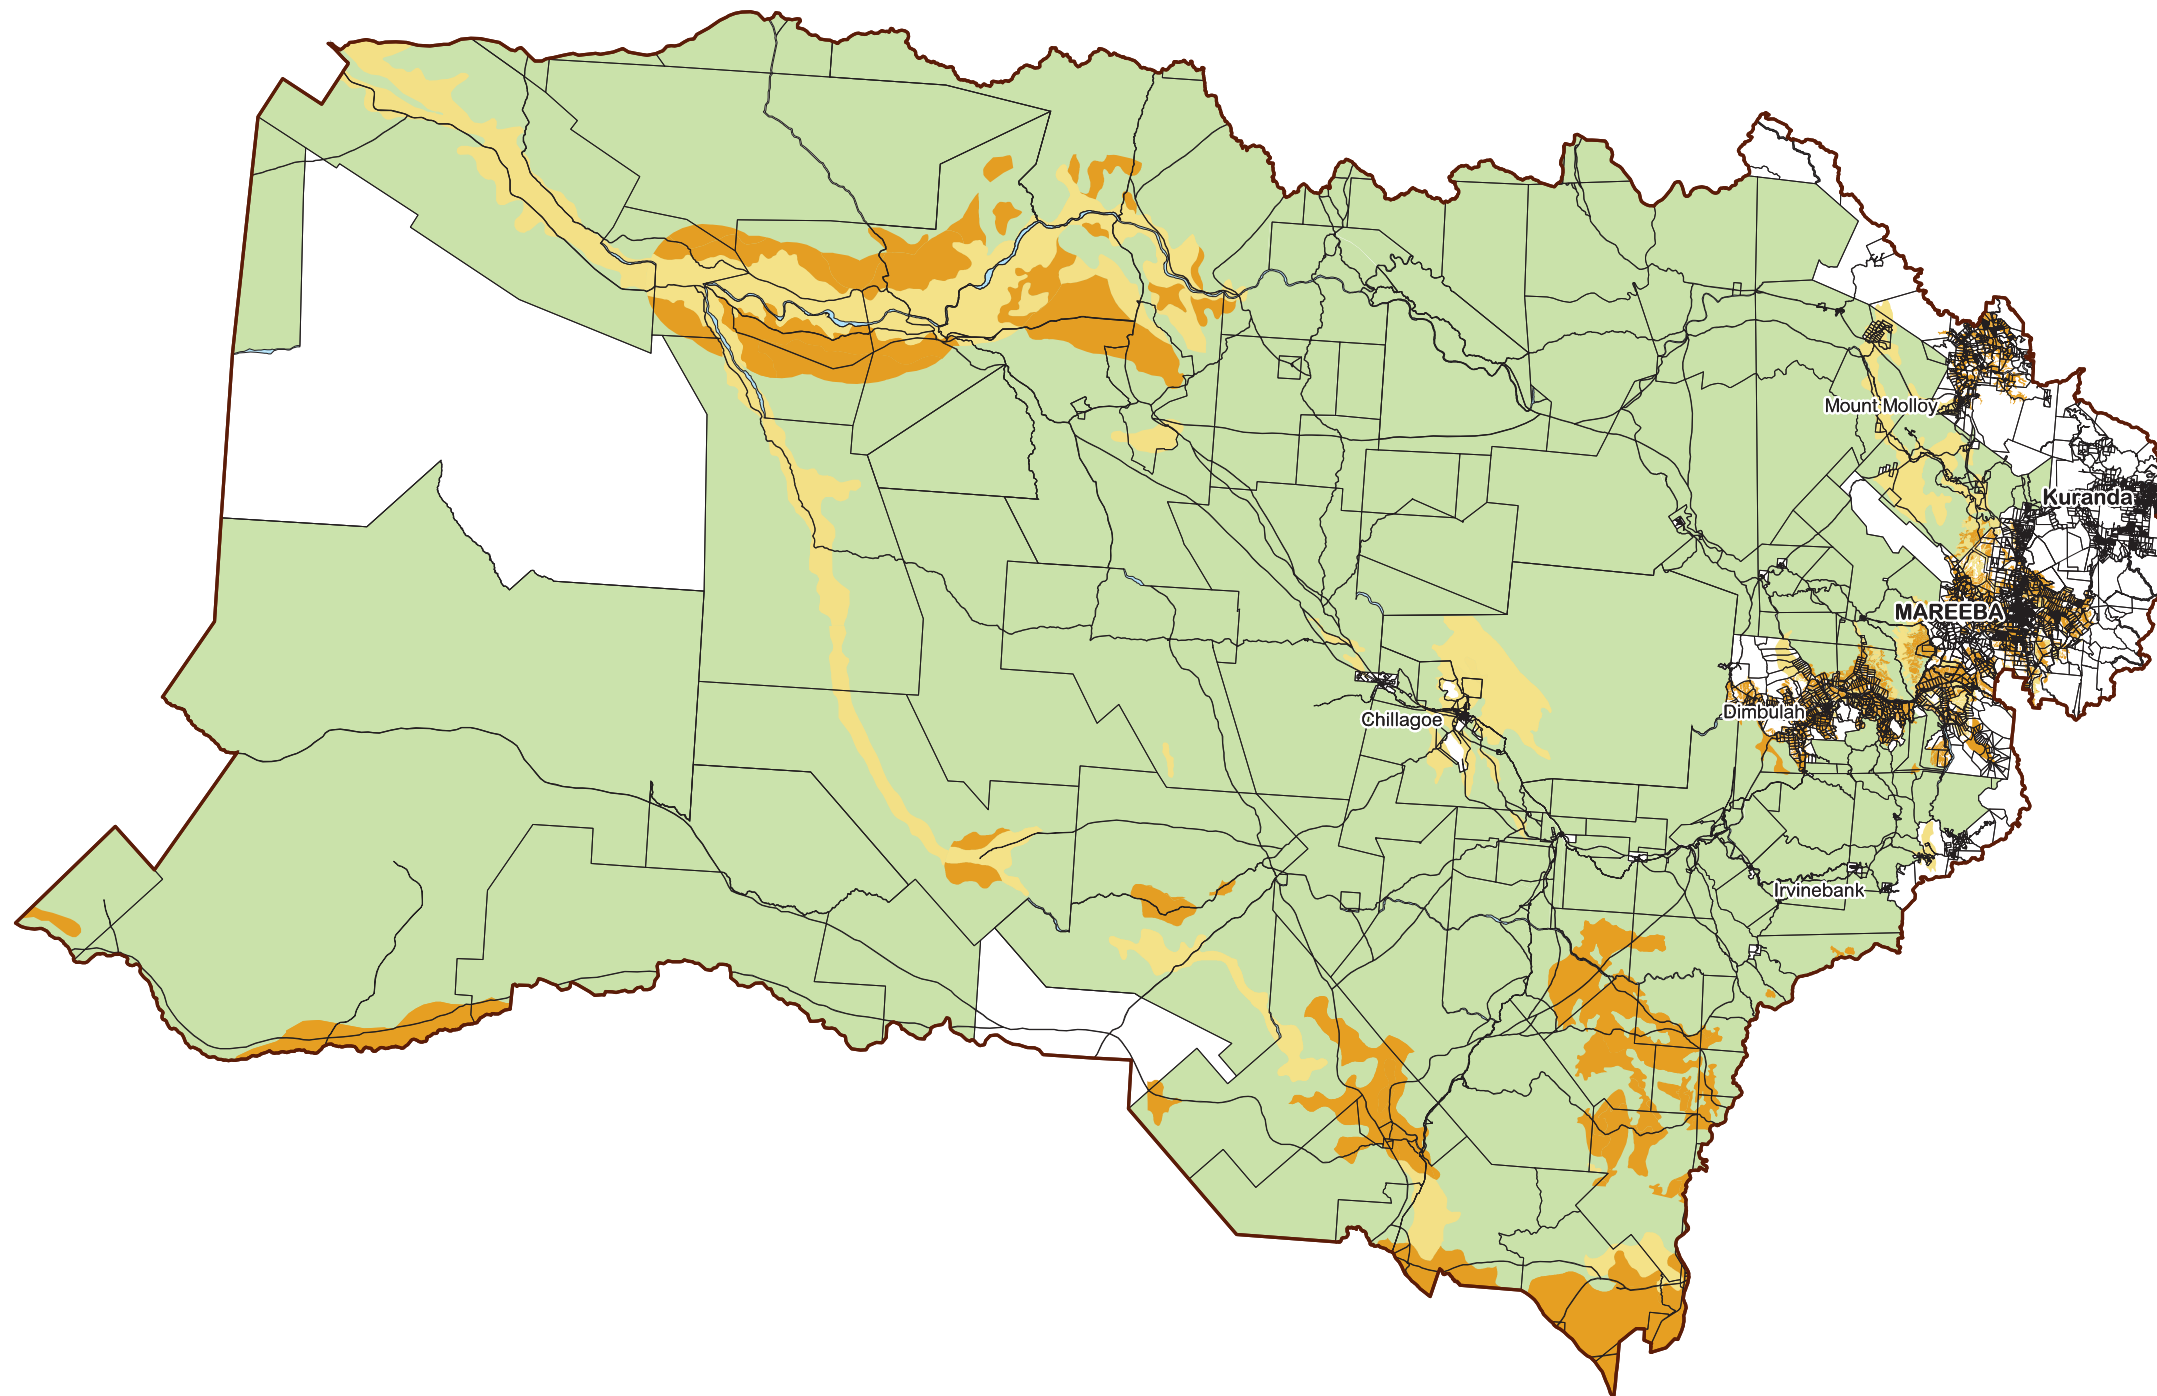 Mount Molloy
Kuranda
MAREEBA
Chillagoe
Dimbulah
Irvinebank